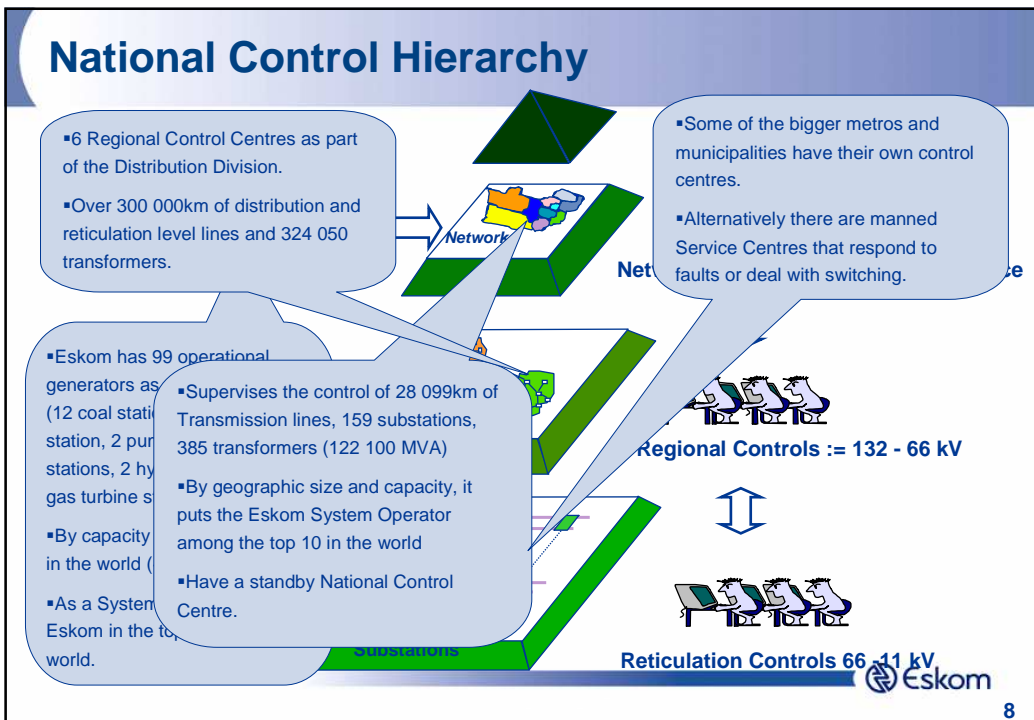 National Control Hierarchy
▪6 Regional Control Centres as part
of the Distribution Division.
▪Over 300 000km of distribution and
reticulation level lines and 324 050
transformers.
▪Some of the bigger metros and
municipalities have their own control
centres.
▪Alternatively there are manned
Service Centres that respond to
faults or deal with switching.
Network
▪Eskom has 99 operational
generators as
(12 coal
station, 2
stations, 2
gas turbine
▪By capacity
in the world (
▪As a System
Eskom in the
world.
▪Supervises the control of 28 099km of
Transmission lines, 159 substations,
385 transformers (122 100 MVA)
▪By geographic size and capacity, it
puts the Eskom System Operator
among the top 10 in the world
▪Have a standby National Control
Centre.
Regional Controls := 132 - 66 kV
Substations
Reticulation Controls 66 -11 kV
Eskom
8